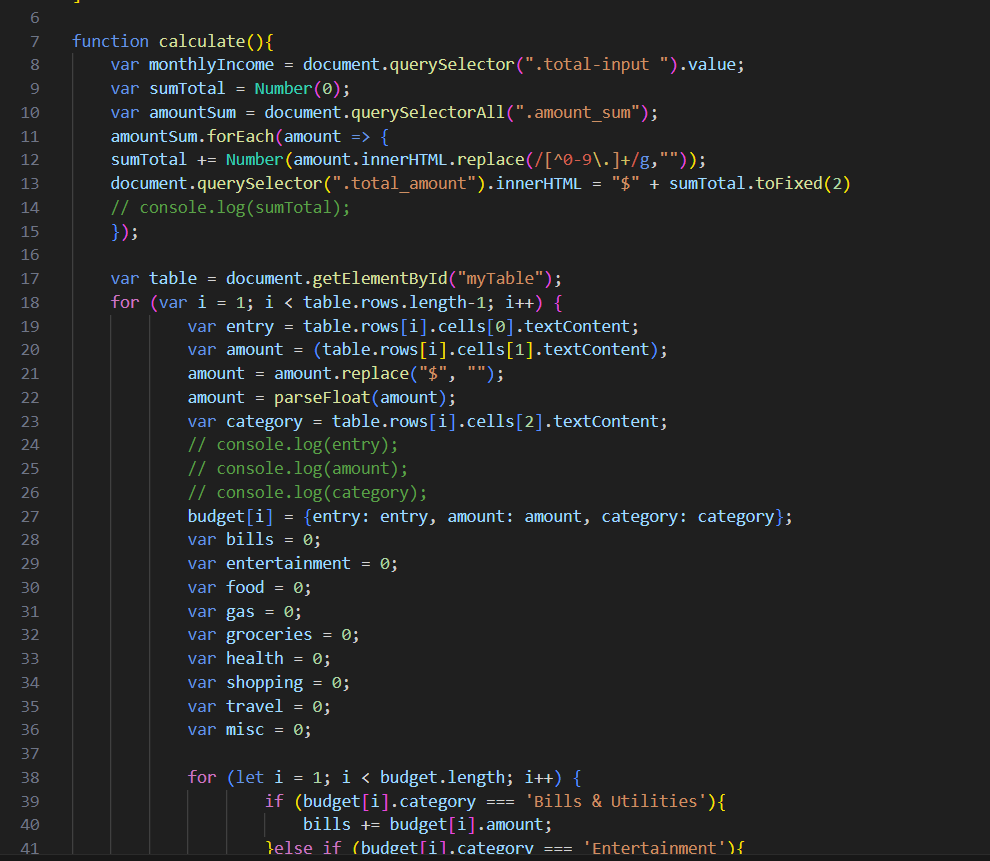 6
7 function calculate(){
8 var monthlyIncome = document.querySelector(".total-input ").value;
9 var sumTotal = Number(0);
10 var amountSum = document.querySelectorAll(".amount_sum");
11 amountSum.forEach(amount => {
12 sumTotal += Number(amount.innerHTML.replace(/[^0-9\.]+/g,""));
13 document.querySelector(".total_amount").innerHTML = "$" + sumTotal.toFixed(2)
14 // console.log(sumTotal);
15 });
16
17 var table = document.getElementById("myTable");
18 for (var i = 1; i < table.rows.length-1; i++) {
19 var entry = table.rows[i].cells[0].textContent;
20 var amount = (table.rows[i].cells[1].textContent);
21 amount = amount.replace("$", "");
22 amount = parseFloat(amount);
23 var category = table.rows[i].cells[2].textContent;
24 // console.log(entry);
25 // console.log(amount);
26 // console.log(category);
27 budget[i] = {entry: entry, amount: amount, category: category};
28 var bills = 0;
29 var entertainment = 0;
30 var food = 0;
31 var gas = 0;
32 var groceries = 0;
33 var health = 0;
34 var shopping = 0;
35 var travel = 0;
36 var misc = 0;
37
38 for (let i = 1; i < budget.length; i++) {
39 if (budget[i].category === 'Bills & Utilities'){
40 bills += budget[i].amount;
41 }else if (budget[i].category === 'Entertainment'){